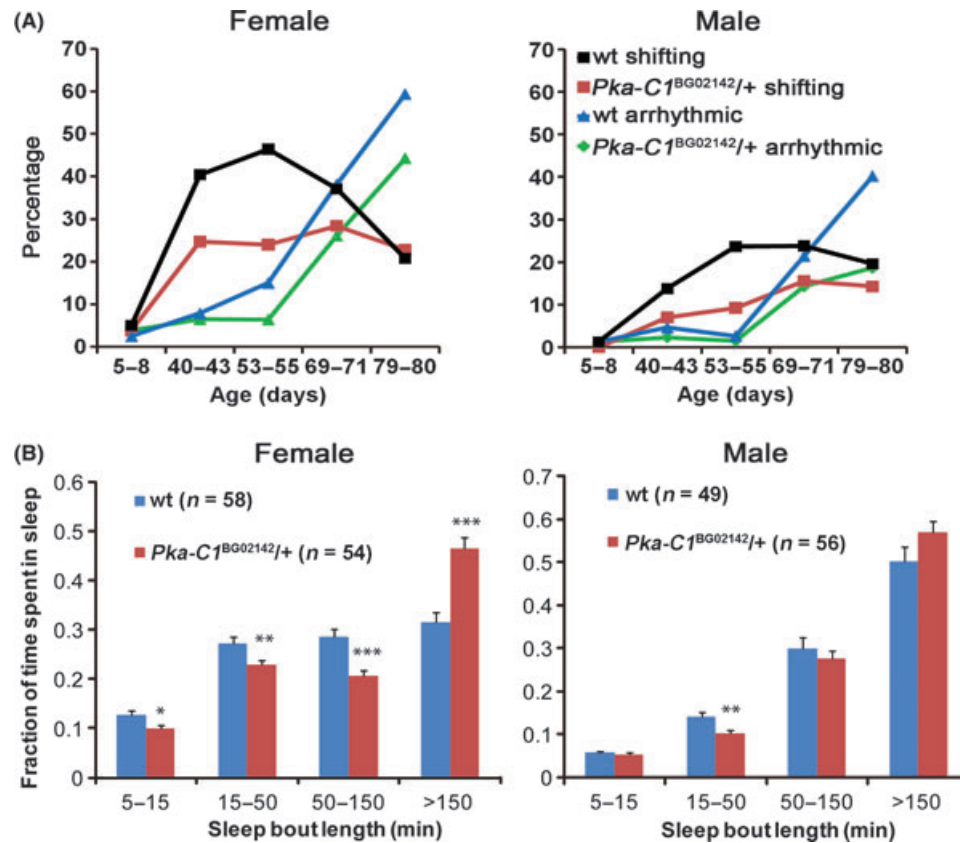 (A)
Female
Male
Percentage
70
60
50
40
30
20
10
0
5–8 40–43 53–55 69–71 79–80
Age (days)
70
60
50
40
30
20
10
0
wt shifting
Pka-C1BG02142/+ shifting
wt arrhythmic
Pka-C1BG02142/+ arrhythmic
5–8 40–43 53–55 69–71 79–80
Age (days)
(B)
Female
Male
Fraction of time spent in sleep
0.6
0.5
0.4
0.3
0.2
0.1
0
wt (n = 58)
Pka-C1BG02142/+ (n = 54)
*
**
***
***
5–15 15–50 50–150 >150
Sleep bout length (min)
0.7
0.6
0.5
0.4
0.3
0.2
0.1
0
wt (n = 49)
Pka-C1BG02142/+ (n = 56)
**
5–15 15–50 50–150 >150
Sleep bout length (min)